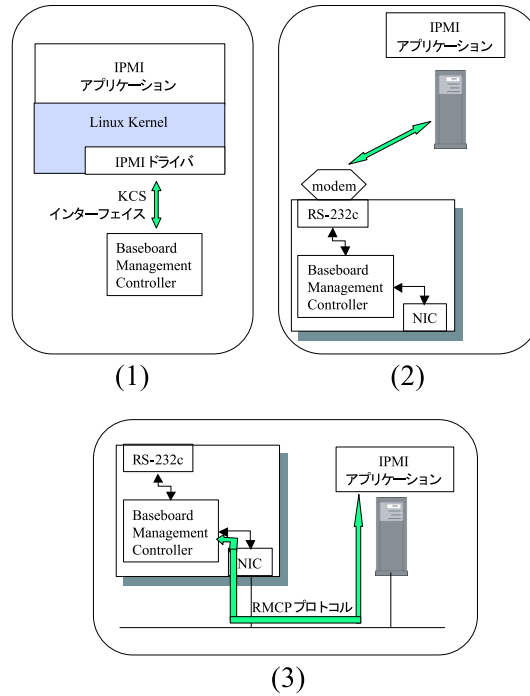 IPMI
アプリケーション
Linux Kernel
IPMI ドライバ
KCS
インターフェイス
Baseboard
Management
Controller
(1)
IPMI
アプリケーション
modem
RS-232c
Baseboard
Management
Controller
NIC
(2)
RS-232c
Baseboard
Management
Controller
NIC
IPMI
アプリケーション
RMCP プロトコル
(3)